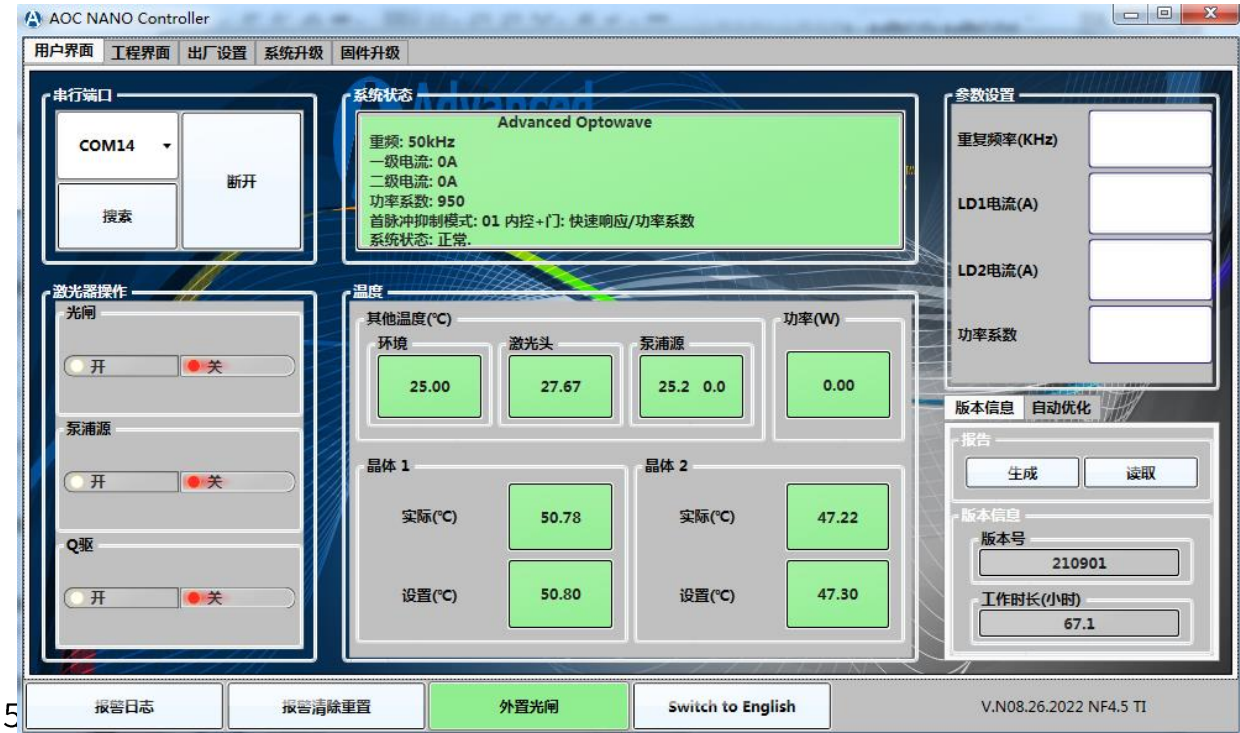 AOC NANO Controller
用户界面 工程界面 出厂设置 系统升级 固件升级
串行端口
COM14
搜索
断开
系统状态
Advanced
Advanced Optowave
重频: 50kHz
一级电流: 0A
二级电流: 0A
功率系数: 950
首脉冲抑制模式: 01 内控+门: 快速响应/功率系数
系统状态: 正常.
参数设置
重复频率(KHz)
LD1电流(A)
LD2电流(A)
功率系数
激光器操作
光闸
开 关
泵浦源
开 关
Q驱
开 关
温度
其他温度(℃)
环境 激光头 泵浦源
25.00 27.67 25.2 0.0
功率(W)
0.00
晶体 1
实际(℃) 50.78
设置(℃) 50.80
晶体 2
实际(℃) 47.22
设置(℃) 47.30
版本信息 自动优化
报告
生成 读取
版本信息
版本号
210901
工作时长(小时)
67.1
5
报警日志 报警清除重置 外置光闸 Switch to English V.N08.26.2022 NF4.5 TI